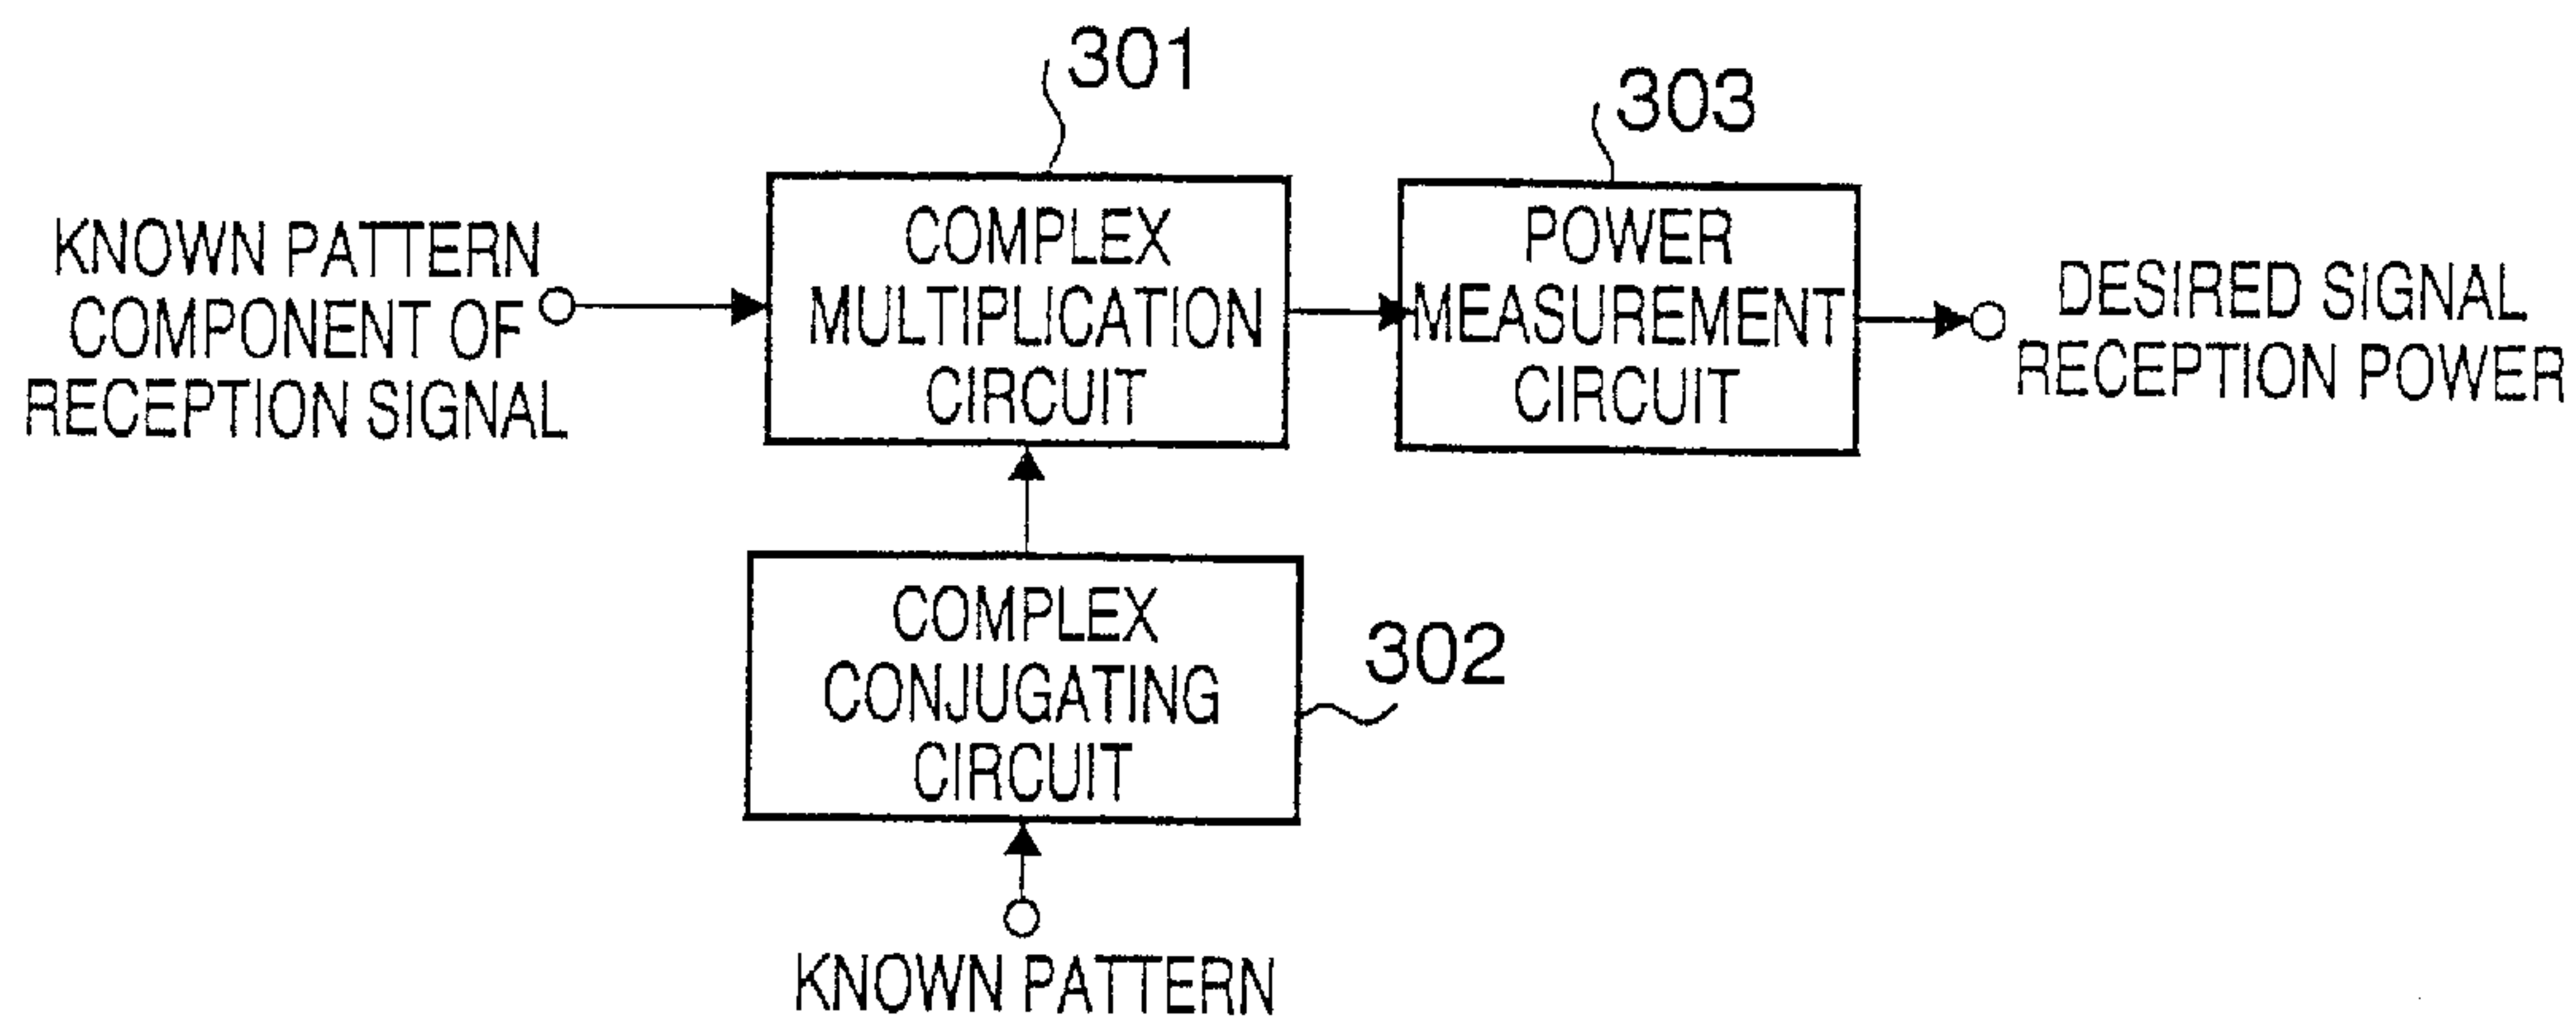 301
303
KNOWN PATTERN
COMPONENT OF
RECEPTION SIGNAL
COMPLEX
MULTIPLICATION
CIRCUIT
POWER
MEASUREMENT
CIRCUIT
DESIRED SIGNAL
RECEPTION POWER
COMPLEX
CONJUGATING
CIRCUIT
302
KNOWN PATTERN